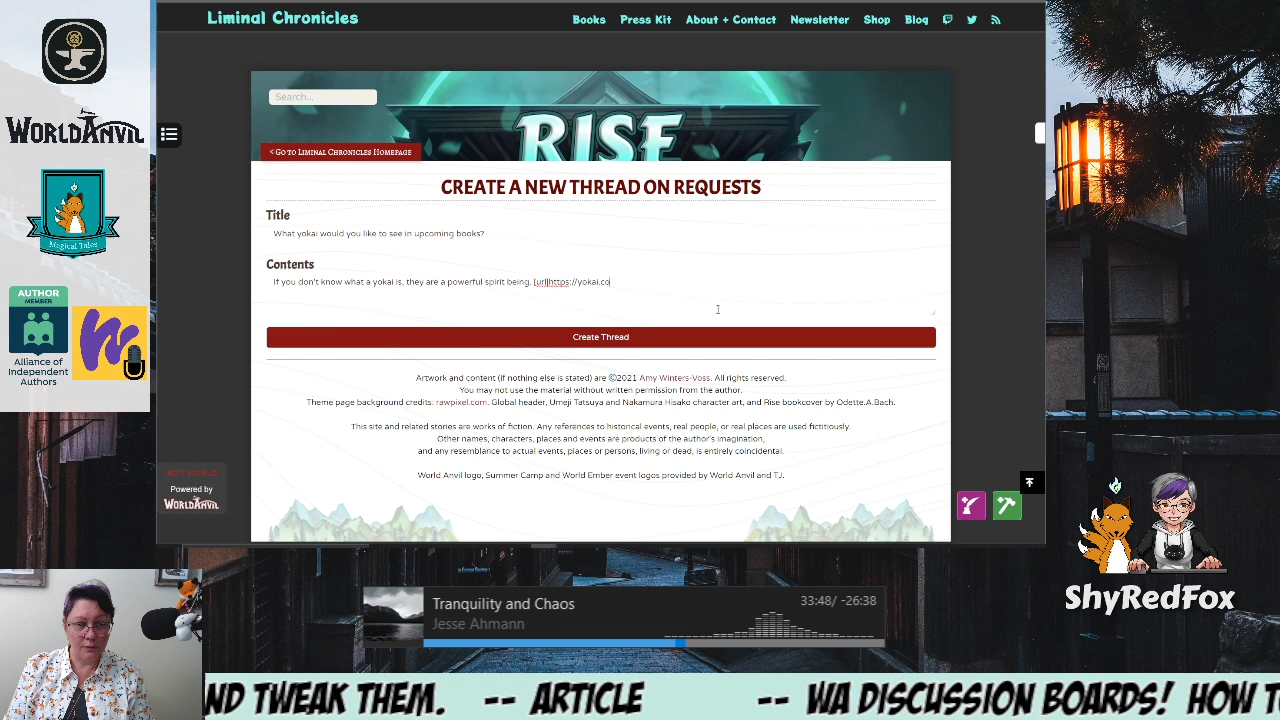 Liminal Chronicles
Books Press Kit About + Contact Newsletter Shop Blog
WORLDANVIL
Magical Tales
AUTHOR
MEMBER
Alliance of
Independent
Authors
Search...
RISE
< Go to Liminal Chronicles Homepage
CREATE A NEW THREAD ON REQUESTS
Title
What yokai would you like to see in upcoming books?
Contents
If you don't know what a yokai is, they are a powerful spirit being. [url]https://yokai.co
Create Thread
Artwork and content (if nothing else is stated) are ©2021 Amy Winters-Voss. All rights reserved.
You may not use the material without written permission from the author.
Theme page background credits: rawpixel.com. Global header, Umeji Tatsuya and Nakamura Hisako character art, and Rise bookcover by Odette.A.Bach.
This site and related stories are works of fiction. Any references to historical events, real people, or real places are used fictitiously.
Other names, characters, places and events are products of the author's imagination,
and any resemblance to actual events, places or persons, living or dead, is entirely coincidental.
World Anvil logo, Summer Camp and World Ember event logos provided by World Anvil and TJ.
EDIT WORLD
Powered by
WORLDANVIL
ShyRedFox
Tranquility and Chaos
33:48/ -26:38
Jesse Ahmann
ND TWEAK THEM. -- ARTICLE -- WA DISCUSSION BOARDS! HOW T